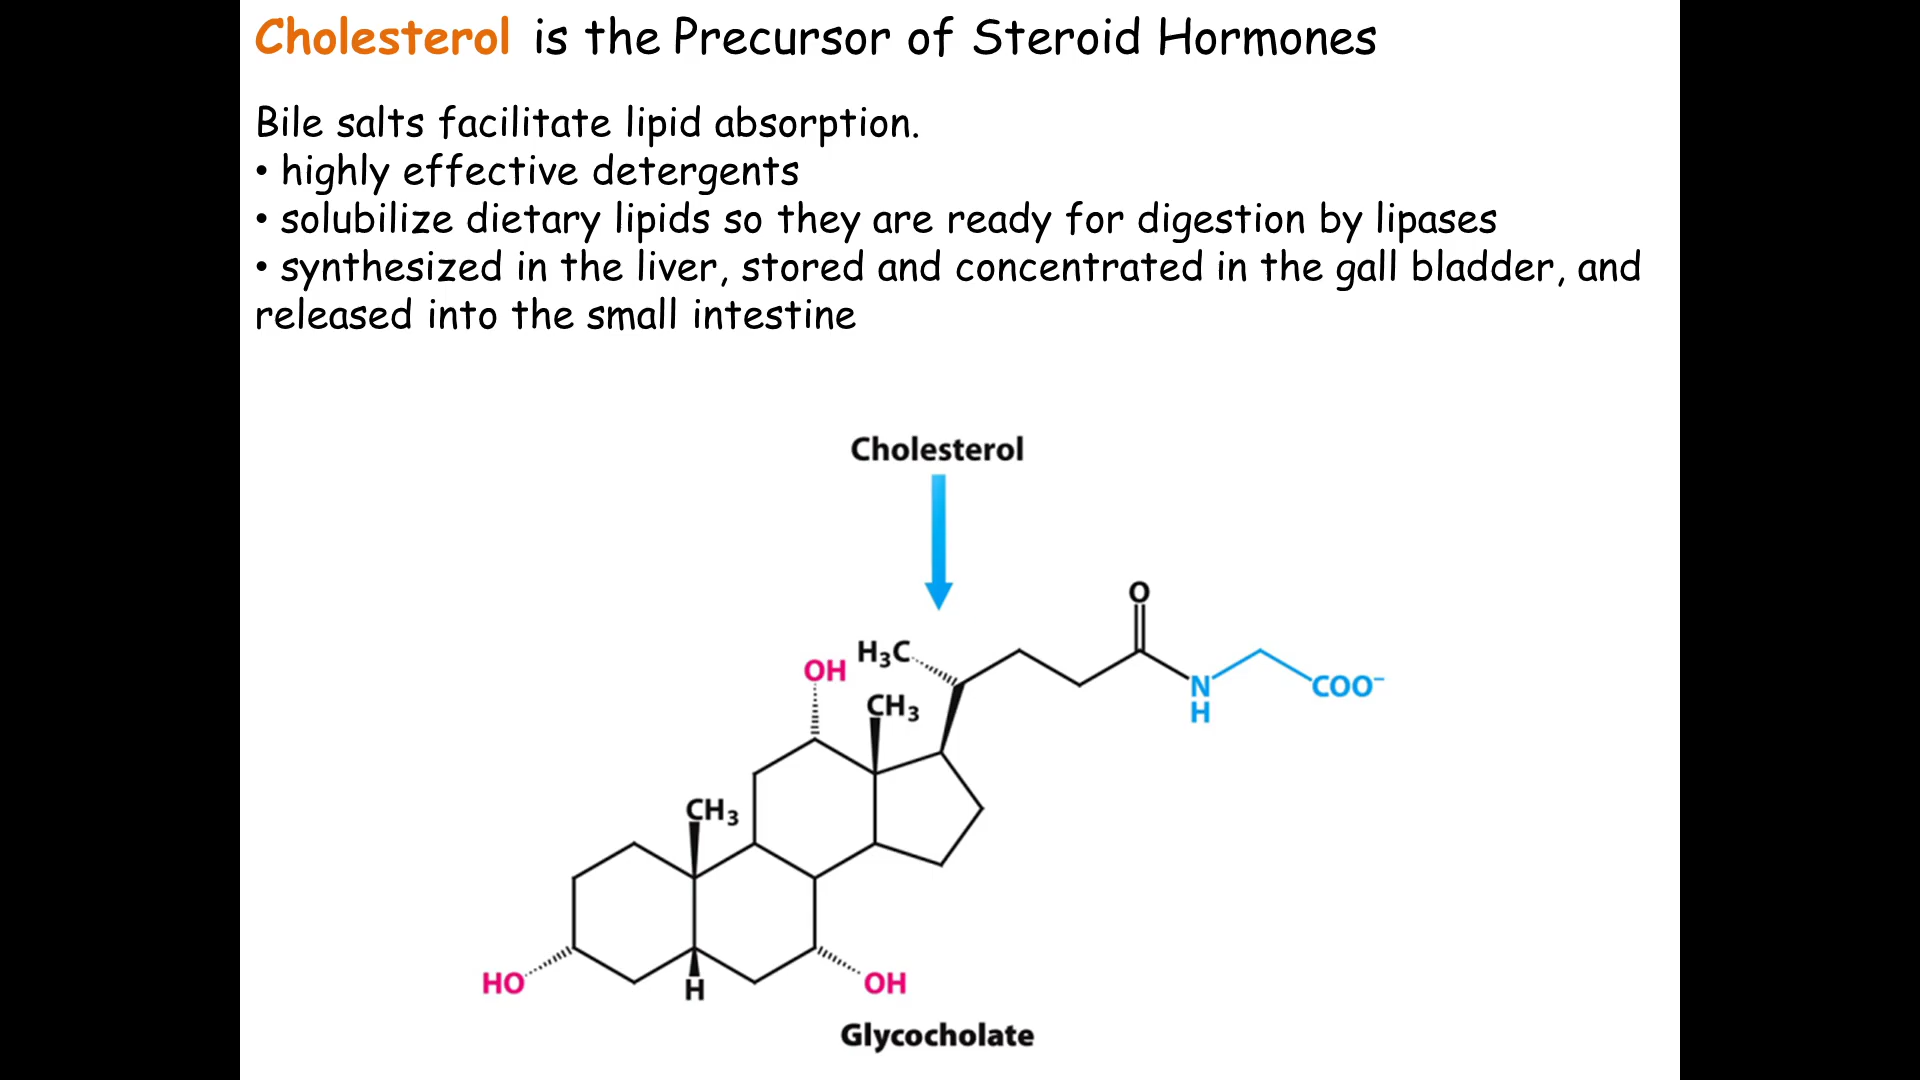 Cholesterol is the Precursor of Steroid Hormones
Bile salts facilitate lipid absorption.
• highly effective detergents
• solubilize dietary lipids so they are ready for digestion by lipases
• synthesized in the liver, stored and concentrated in the gall bladder, and
released into the small intestine
Cholesterol
O
H₃C
OH
N
H
COO⁻
CH₃
CH₃
HO
H
OH
Glycocholate